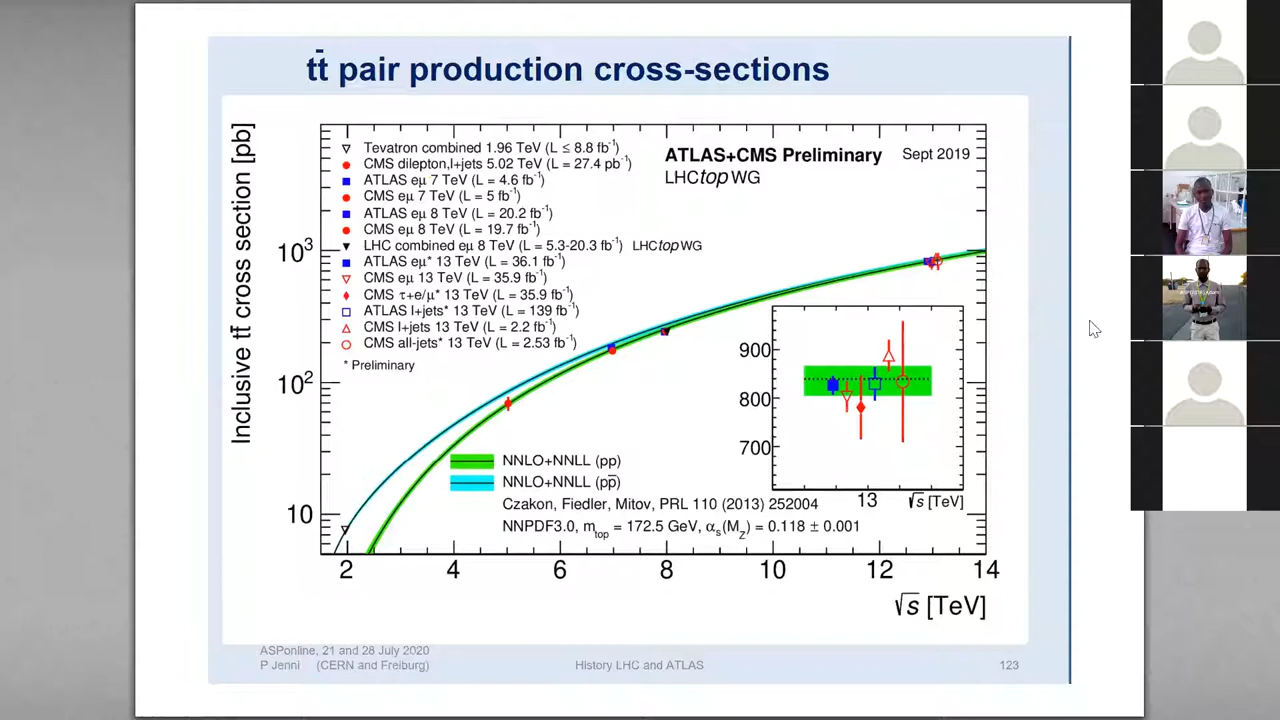 tt̄ pair production cross-sections
Inclusive tt̄ cross section [pb]
▽ Tevatron combined 1.96 TeV (L ≤ 8.8 fb⁻¹)
● CMS dilepton,l+jets 5.02 TeV (L = 27.4 pb⁻¹)
■ ATLAS eμ 7 TeV (L = 4.6 fb⁻¹)
● CMS eμ 7 TeV (L = 5 fb⁻¹)
■ ATLAS eμ 8 TeV (L = 20.2 fb⁻¹)
● CMS eμ 8 TeV (L = 19.7 fb⁻¹)
▼ LHC combined eμ 8 TeV (L = 5.3-20.3 fb⁻¹) LHCtopWG
■ ATLAS eμ* 13 TeV (L = 36.1 fb⁻¹)
▽ CMS eμ 13 TeV (L = 35.9 fb⁻¹)
♦ CMS τ+e/μ* 13 TeV (L = 35.9 fb⁻¹)
□ ATLAS l+jets* 13 TeV (L = 139 fb⁻¹)
△ CMS l+jets 13 TeV (L = 2.2 fb⁻¹)
○ CMS all-jets* 13 TeV (L = 2.53 fb⁻¹)
* Preliminary
ATLAS+CMS Preliminary Sept 2019
LHCtopWG
10³
10²
10
900
800
700
13 √s [TeV]
NNLO+NNLL (pp)
NNLO+NNLL (pp̄)
Czakon, Fiedler, Mitov, PRL 110 (2013) 252004
NNPDF3.0, m_top = 172.5 GeV, α_s(M_Z) = 0.118 ± 0.001
2 4 6 8 10 12 14
√s [TeV]
ASPonline, 21 and 28 July 2020
P Jenni (CERN and Freiburg) History LHC and ATLAS 123